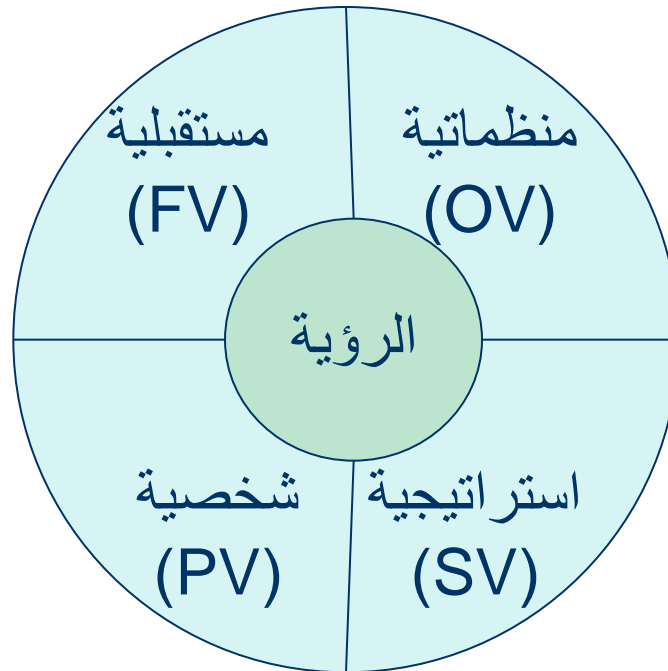 منظماتية
(OV)
مستقبلية
(FV)
الرؤية
استراتيجية
(SV)
شخصية
(PV)